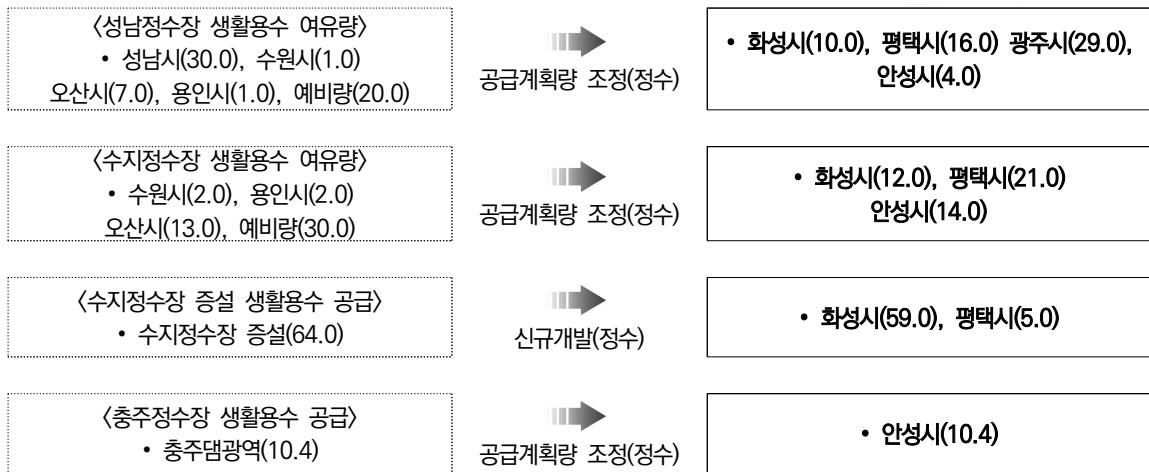 〈성남정수장 생활용수 여유량〉
• 성남시(30.0), 수원시(1.0)
오산시(7.0), 용인시(1.0), 예비량(20.0)
공급계획량 조정(정수)
• 화성시(10.0), 평택시(16.0) 광주시(29.0),
안성시(4.0)
〈수지정수장 생활용수 여유량〉
• 수원시(2.0), 용인시(2.0)
오산시(13.0), 예비량(30.0)
공급계획량 조정(정수)
• 화성시(12.0), 평택시(21.0)
안성시(14.0)
〈수지정수장 증설 생활용수 공급〉
• 수지정수장 증설(64.0)
신규개발(정수)
• 화성시(59.0), 평택시(5.0)
〈충주정수장 생활용수 공급〉
• 충주댐광역(10.4)
공급계획량 조정(정수)
• 안성시(10.4)